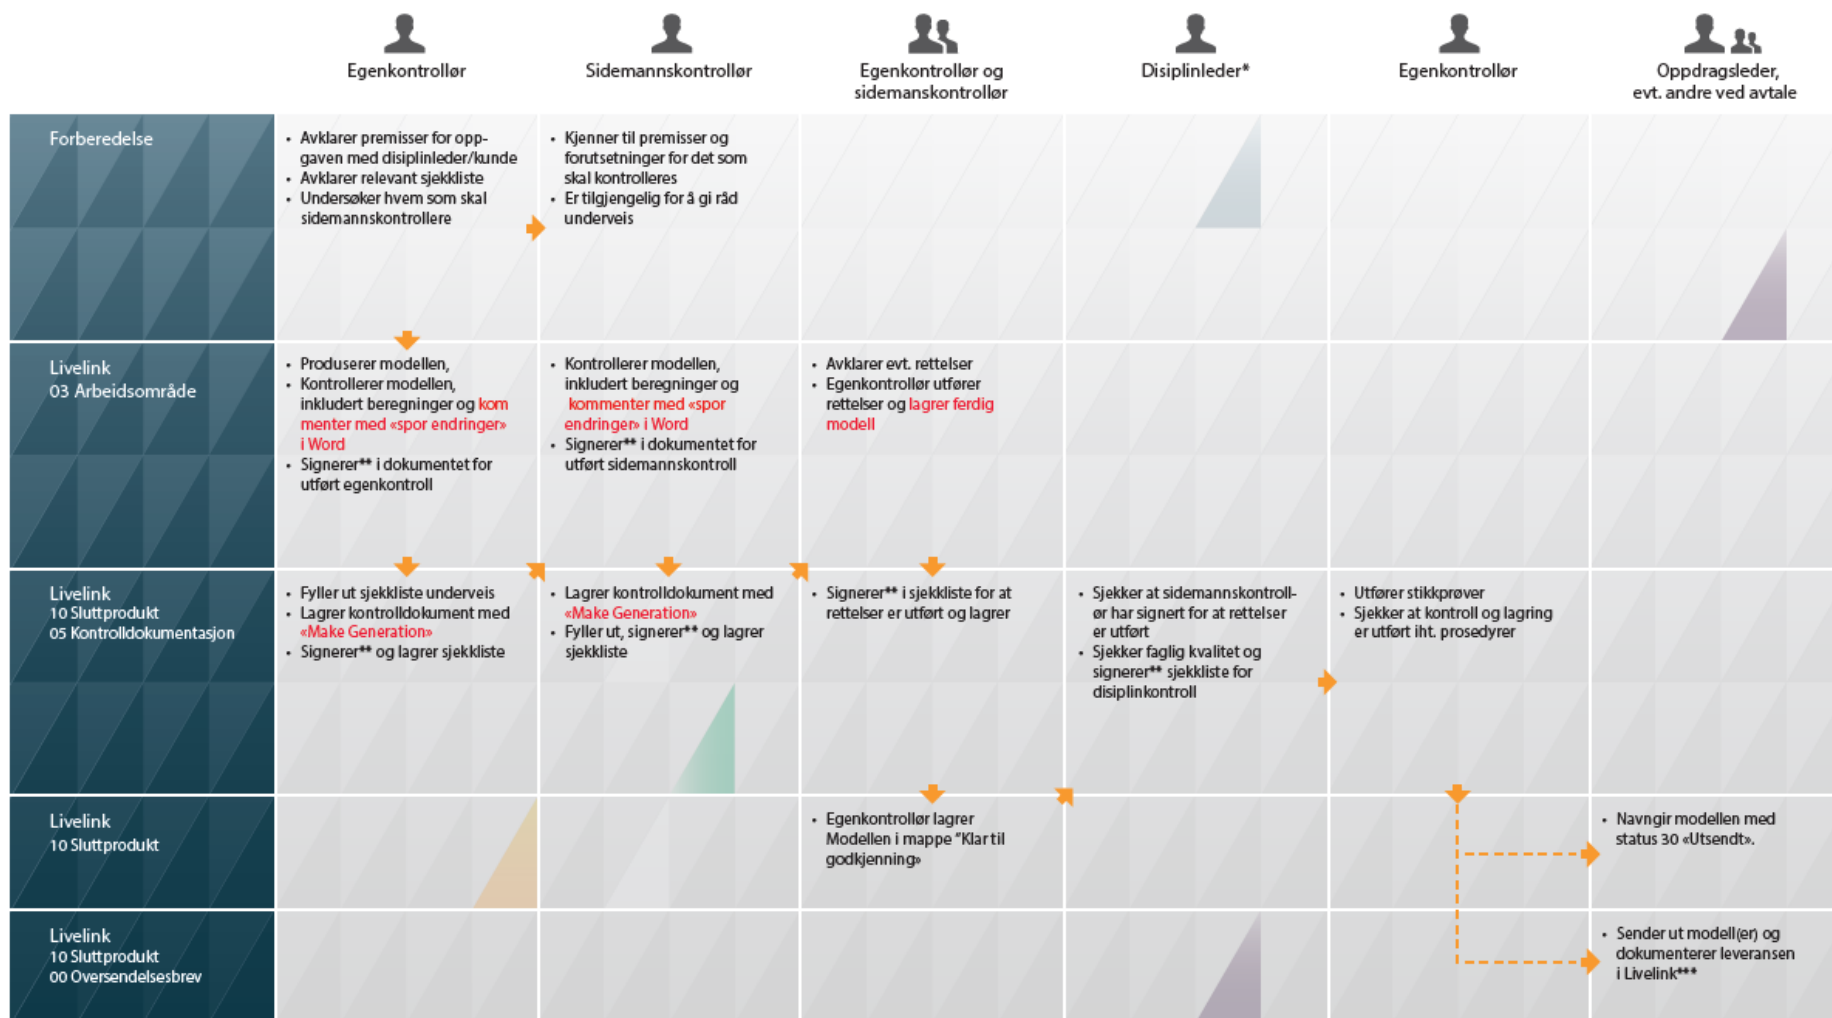 Egenkontrollør
Sidemannskontrollør
Egenkontrollør og
sidemanskontrollør
Disiplinleder*
Egenkontrollør
Oppdragsleder,
evt. andre ved avtale
Forberedelse
• Avklarer premisser for opp-
gaven med disiplinleder/kunde
• Avklarer relevant sjekkliste
• Undersøker hvem som skal
sidemannskontrollere
• Kjenner til premisser og
forutsetninger for det som
skal kontrolleres
• Er tilgjengelig for å gi råd
underveis
Livelink
03 Arbeidsområde
• Produserer modellen,
• Kontrollerer modellen,
inkludert beregninger og kom
menter med «spor endringer»
i Word
• Signerer** i dokumentet for
utført egenkontroll
• Kontrollerer modellen,
inkludert beregninger og
kommenter med «spor
endringer» i Word
• Signerer** i dokumentet for
utført sidemannskontroll
• Avklarer evt. rettelser
• Egenkontrollør utfører
rettelser og lagrer ferdig
modell
Livelink
10 Sluttprodukt
05 Kontrolldokumentasjon
• Fyller ut sjekkliste underveis
• Lagrer kontrolldokument med
«Make Generation»
• Signerer** og lagrer sjekkliste
• Lagrer kontrolldokument med
«Make Generation»
• Fyller ut, signerer** og lagrer
sjekkliste
• Signerer** i sjekkliste for at
rettelser er utført og lagrer
• Sjekker at sidemannskontroll-
ør har signert for at rettelser
er utført
• Sjekker faglig kvalitet og
signerer** sjekkliste for
disiplinkontroll
• Utfører stikkprøver
• Sjekker at kontroll og lagring
er utført iht. prosedyrer
Livelink
10 Sluttprodukt
• Egenkontrollør lagrer
Modellen i mappe "Klar til
godkjenning»
• Navngir modellen med
status 30 «Utsendt».
Livelink
10 Sluttprodukt
00 Oversendelsesbrev
• Sender ut modell(er) og
dokumenterer leveransen
i Livelink***